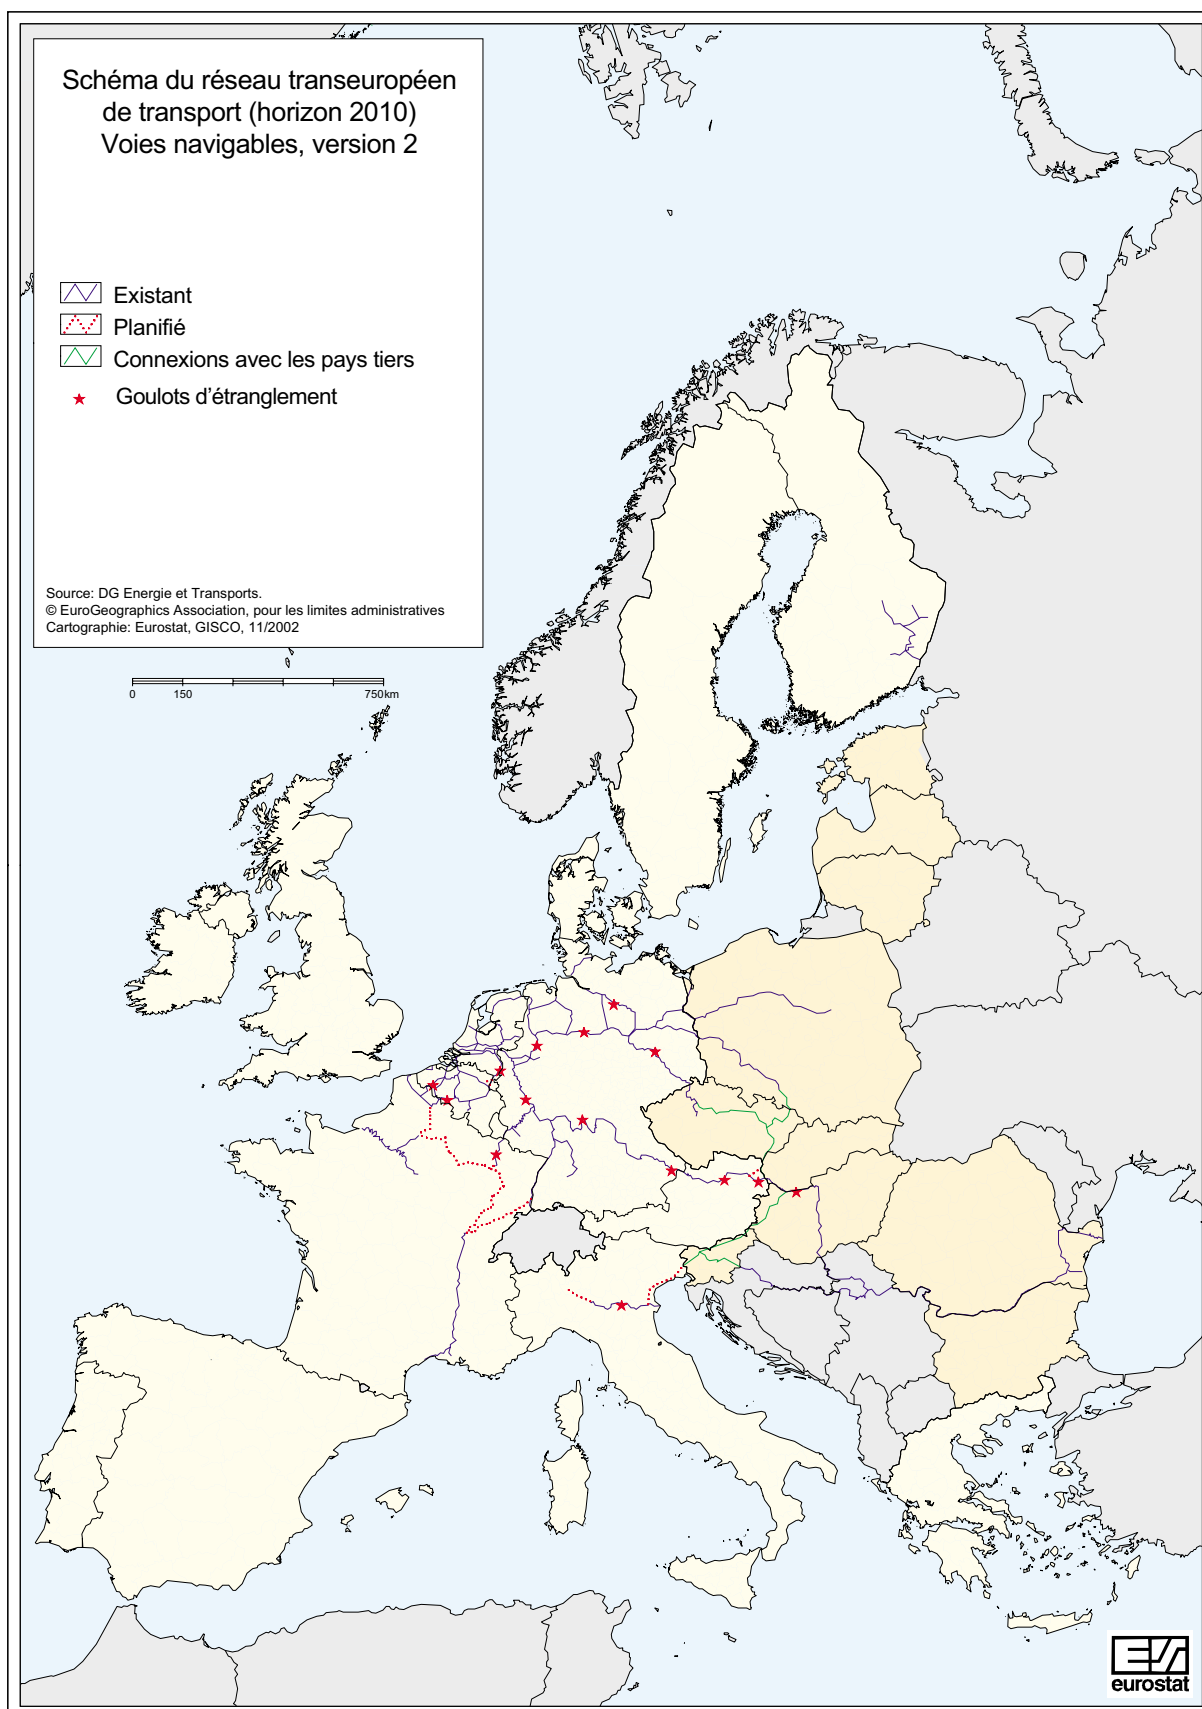 Schéma du réseau transeuropéen
de transport (horizon 2010)
Voies navigables, version 2
Existant
Planifié
Connexions avec les pays tiers
Goulots d'étranglement
Source: DG Energie et Transports.
© EuroGeographics Association, pour les limites administratives
Cartographie: Eurostat, GISCO, 11/2002
0 150 750km
eurostat